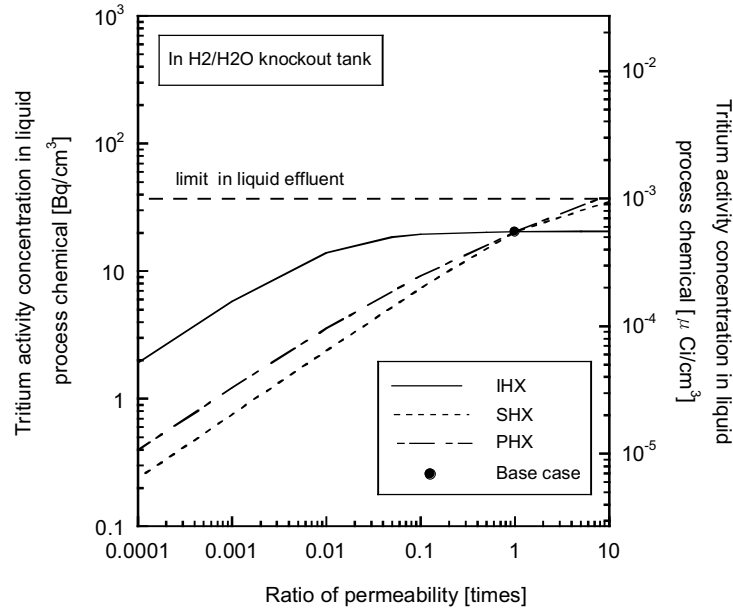 In H2/H2O knockout tank
limit in liquid effluent
IHX
SHX
PHX
Base case
10³
10²
10
1
0.1
10⁻²
10⁻³
10⁻⁴
10⁻⁵
0.0001
0.001
0.01
0.1
1
10
Ratio of permeability [times]
Tritium activity concentration in liquid
process chemical [Bq/cm³]
Tritium activity concentration in liquid
process chemical [μ Ci/cm³]